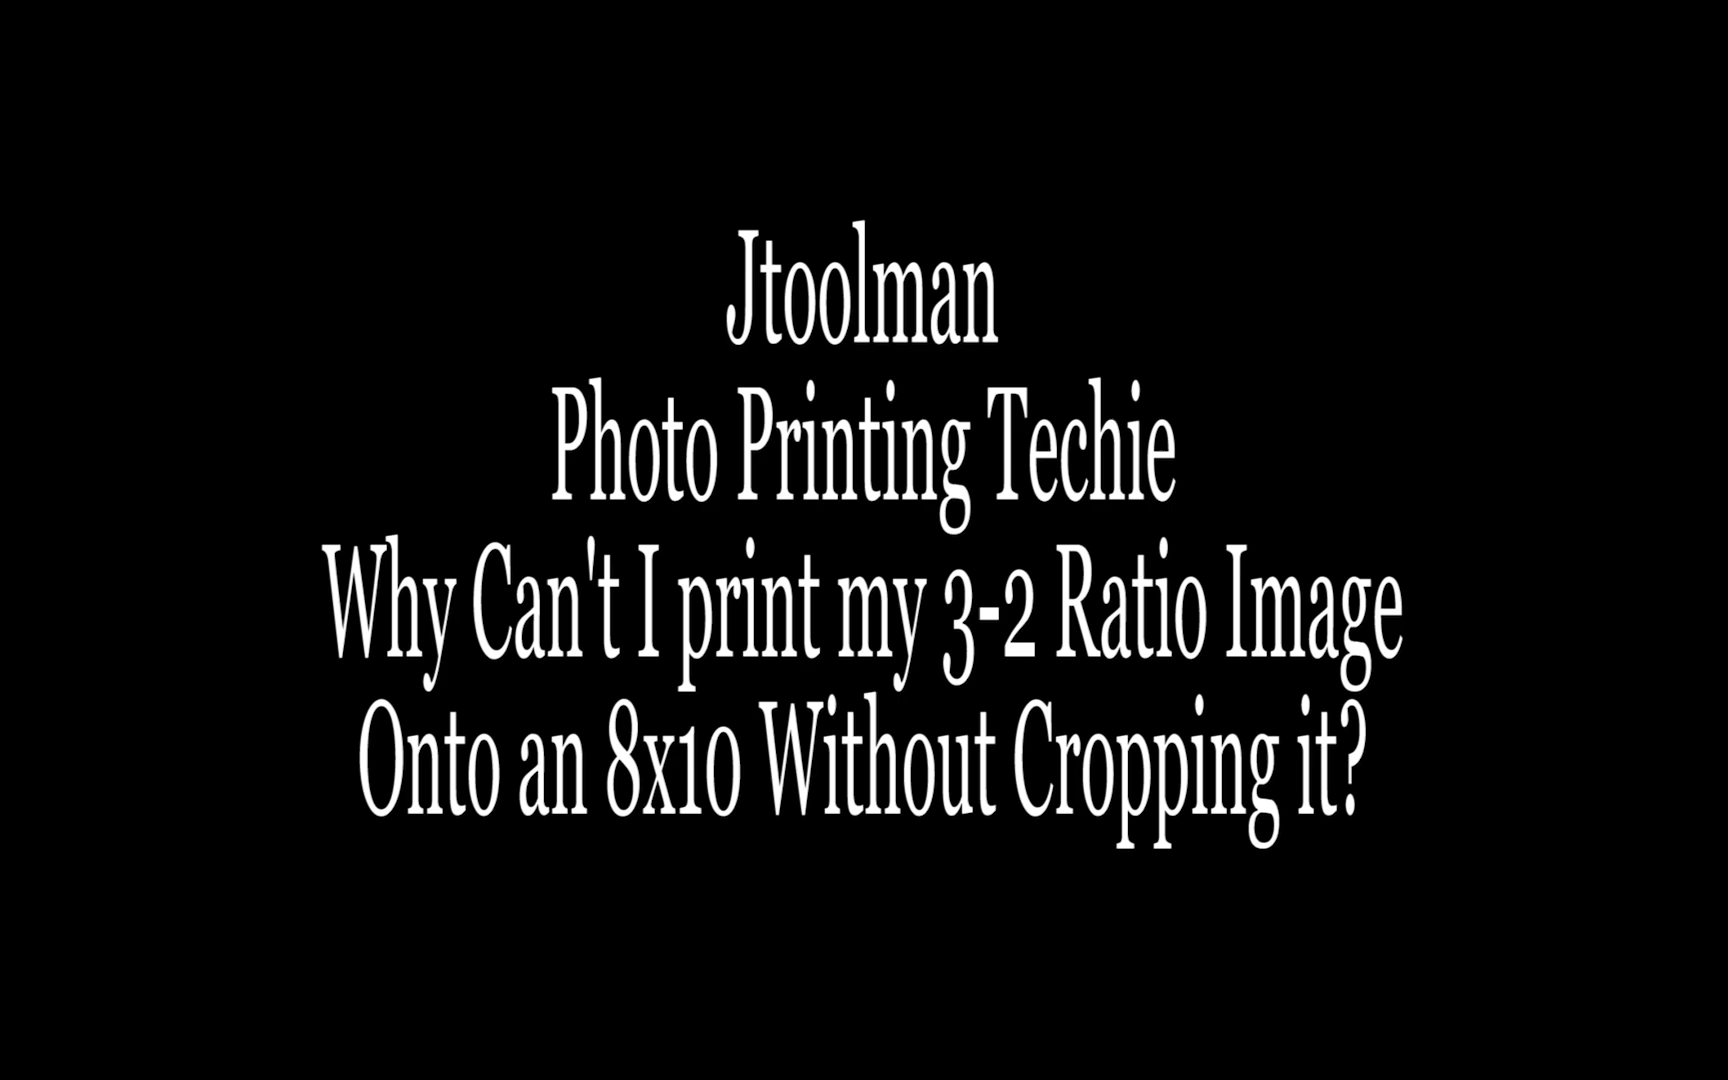 Jtoolman
Photo Printing Techie
Why Can't I print my 3-2 Ratio Image
Onto an 8x10 Without Cropping it?